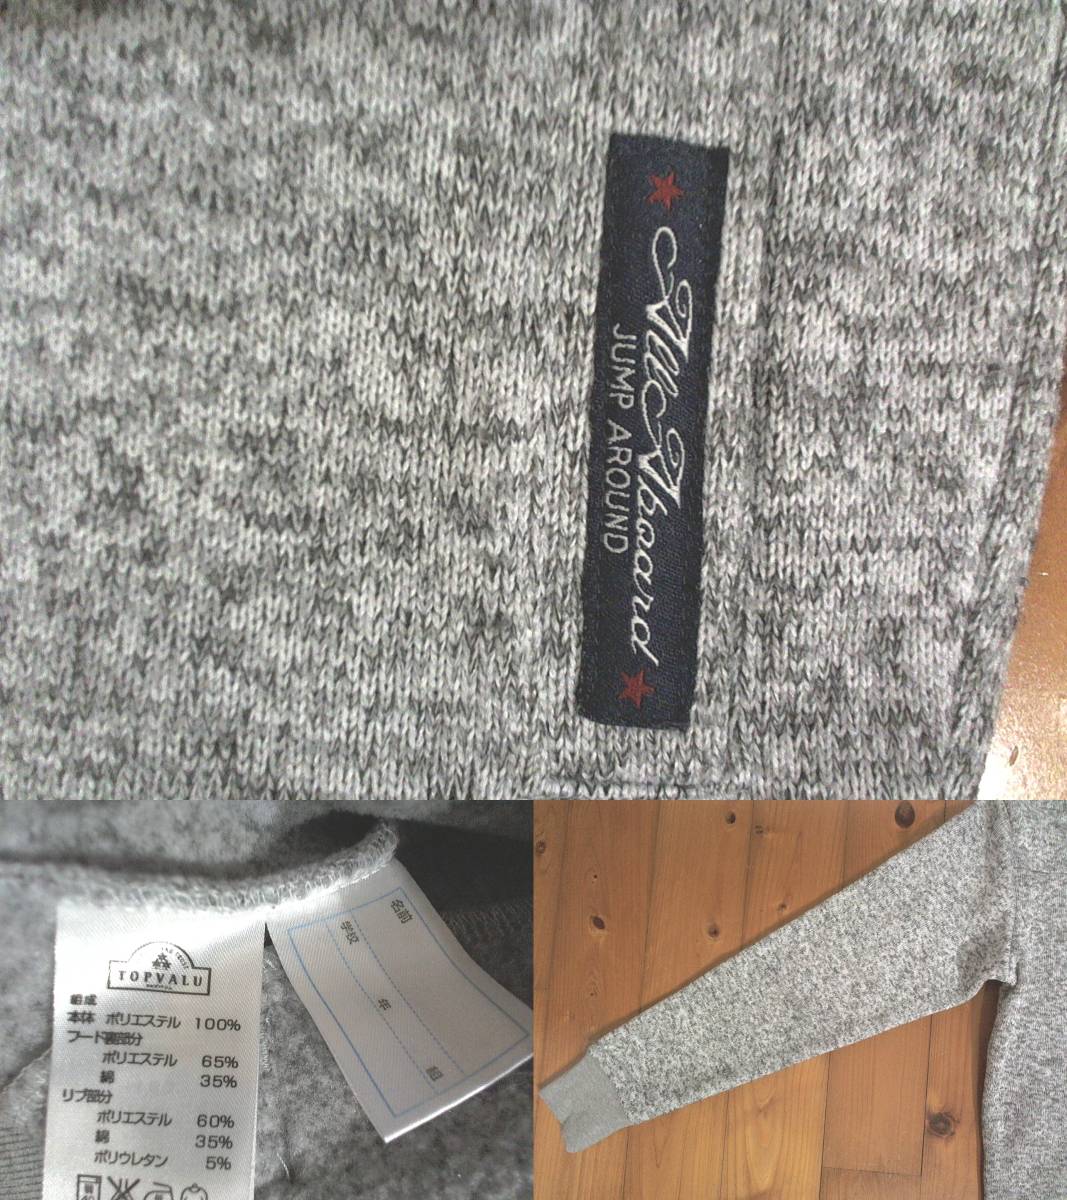 All Aboard
JUMP AROUND
TOPVALU
組成
本体 ポリエステル 100%
フード裏部分
ポリエステル 65%
綿 35%
リブ部分
ポリエステル 60%
綿 35%
ポリウレタン 5%
名前
学校
年
組